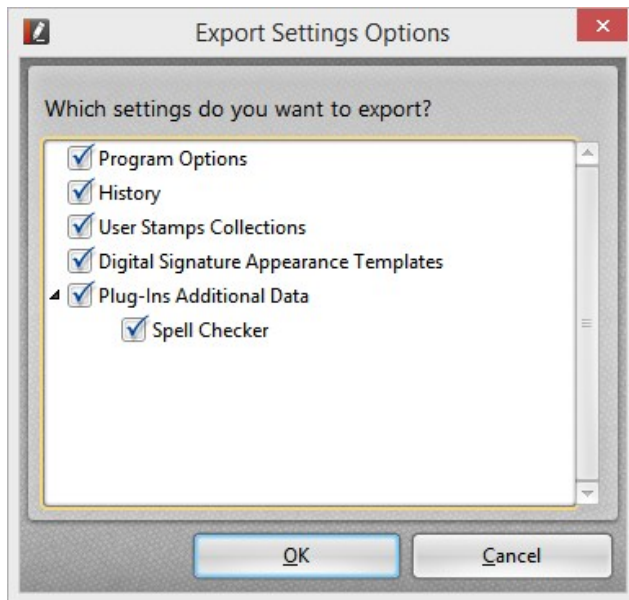 Export Settings Options
Which settings do you want to export?
Program Options
History
User Stamps Collections
Digital Signature Appearance Templates
Plug-Ins Additional Data
Spell Checker
OK
Cancel